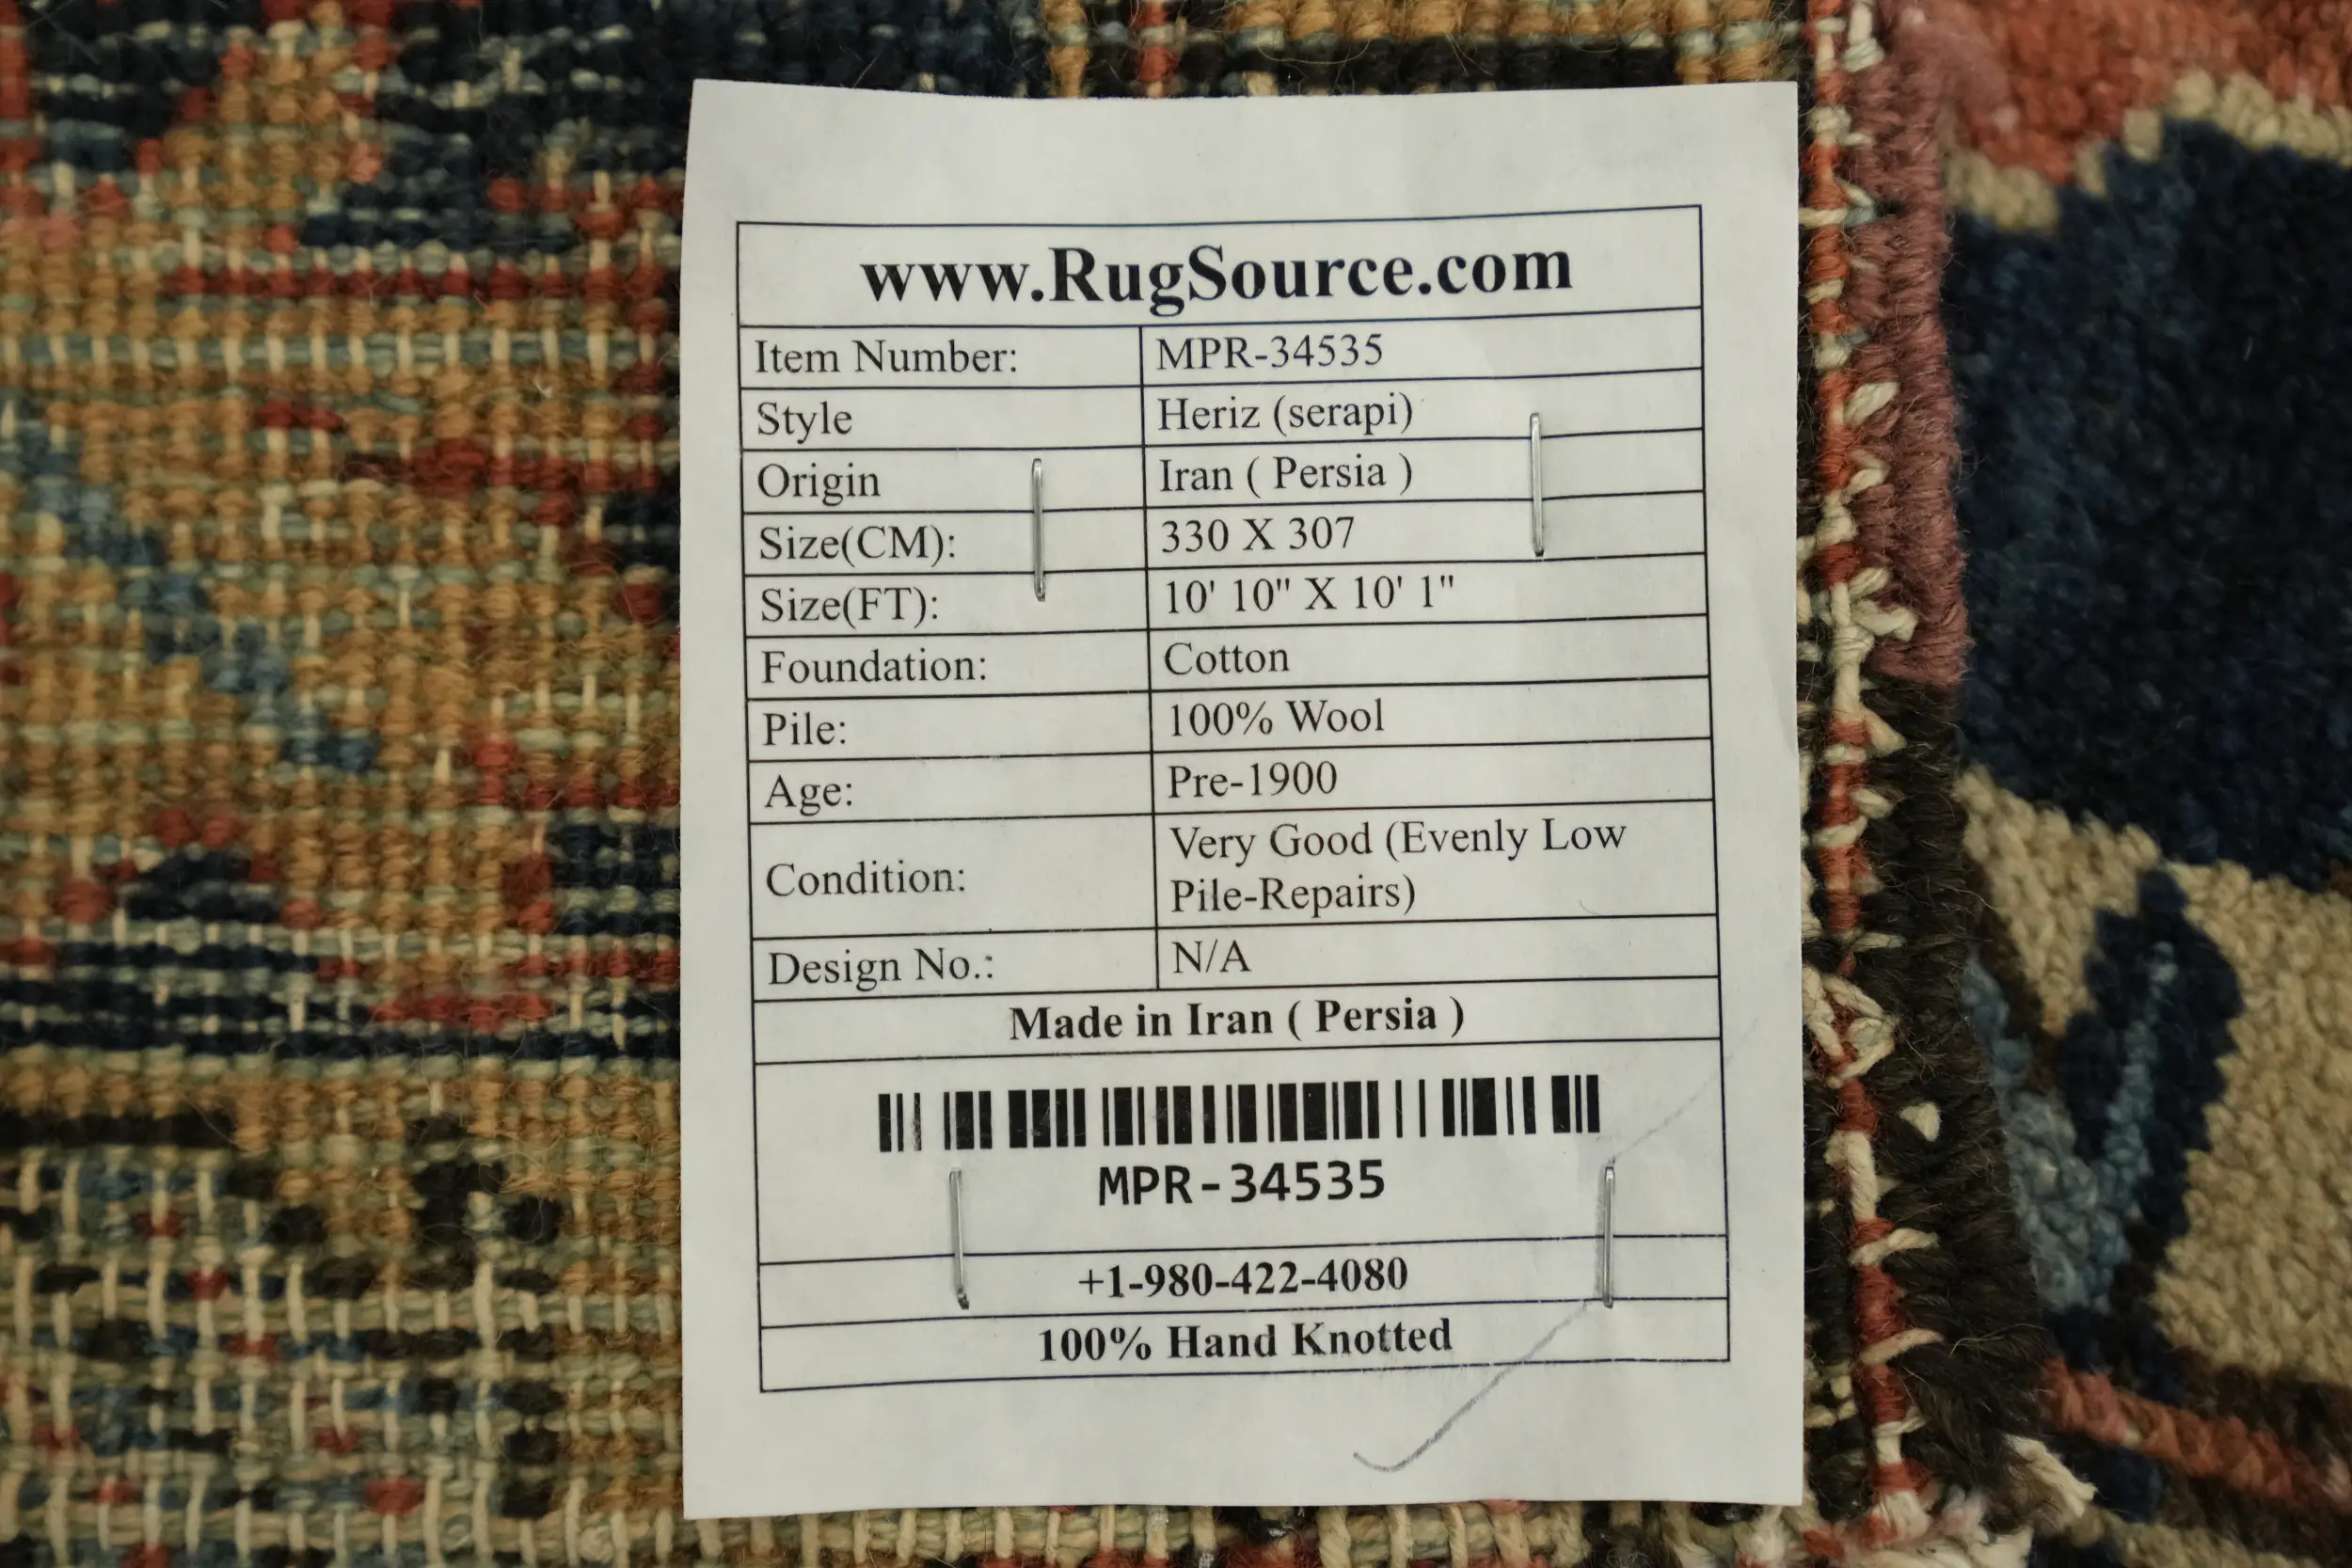 www.RugSource.com
Item Number: MPR-34535
Style Heriz (serapi)
Origin Iran ( Persia )
Size(CM): 330 X 307
Size(FT): 10' 10" X 10' 1"
Foundation: Cotton
Pile: 100% Wool
Age: Pre-1900
Condition: Very Good (Evenly Low
Pile-Repairs)
Design No.: N/A
Made in Iran ( Persia )
MPR-34535
+1-980-422-4080
100% Hand Knotted